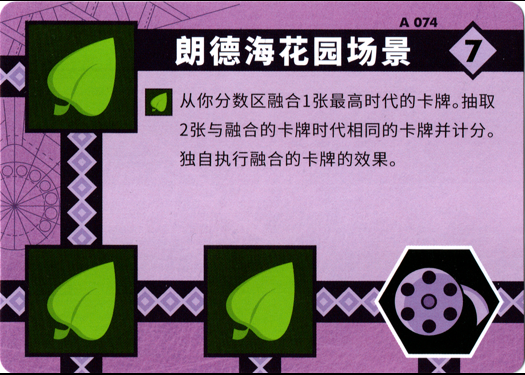 A 074
朗德海花园场景
7
从你分数区融合1张最高时代的卡牌。抽取
2张与融合的卡牌时代相同的卡牌并计分。
独自执行融合的卡牌的效果。